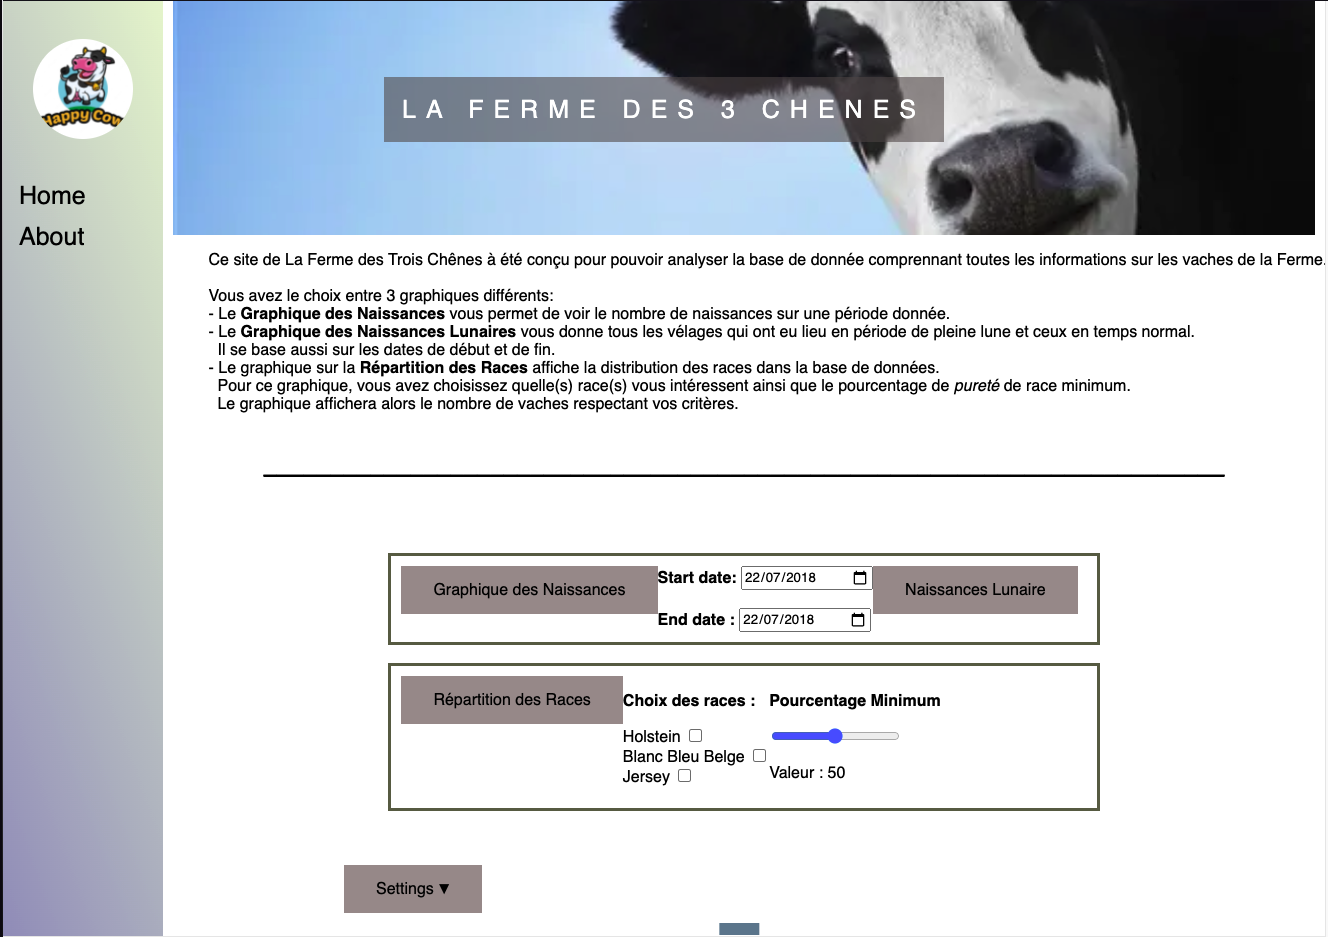 Happy Cow
Home
About
LA FERME DES 3 CHENES
Ce site de La Ferme des Trois Chênes à été conçu pour pouvoir analyser la base de donnée comprennant toutes les informations sur les vaches de la Ferme.
Vous avez le choix entre 3 graphiques différents:
- Le Graphique des Naissances vous permet de voir le nombre de naissances sur une période donnée.
- Le Graphique des Naissances Lunaires vous donne tous les vélages qui ont eu lieu en période de pleine lune et ceux en temps normal.
Il se base aussi sur les dates de début et de fin.
- Le graphique sur la Répartition des Races affiche la distribution des races dans la base de données.
Pour ce graphique, vous avez choisissez quelle(s) race(s) vous intéressent ainsi que le pourcentage de pureté de race minimum.
Le graphique affichera alors le nombre de vaches respectant vos critères.
Graphique des Naissances
Start date: 22/07/2018
End date : 22/07/2018
Naissances Lunaire
Répartition des Races
Choix des races :
Holstein
Blanc Bleu Belge
Jersey
Pourcentage Minimum
Valeur : 50
Settings ▼